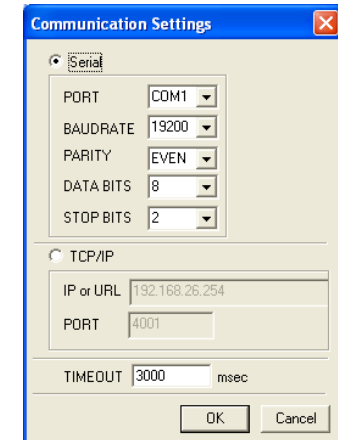 Communication Settings
Serial
PORT COM1
BAUDRATE 19200
PARITY EVEN
DATA BITS 8
STOP BITS 2
TCP/IP
IP or URL 192.168.26.254
PORT 4001
TIMEOUT 3000 msec
OK Cancel